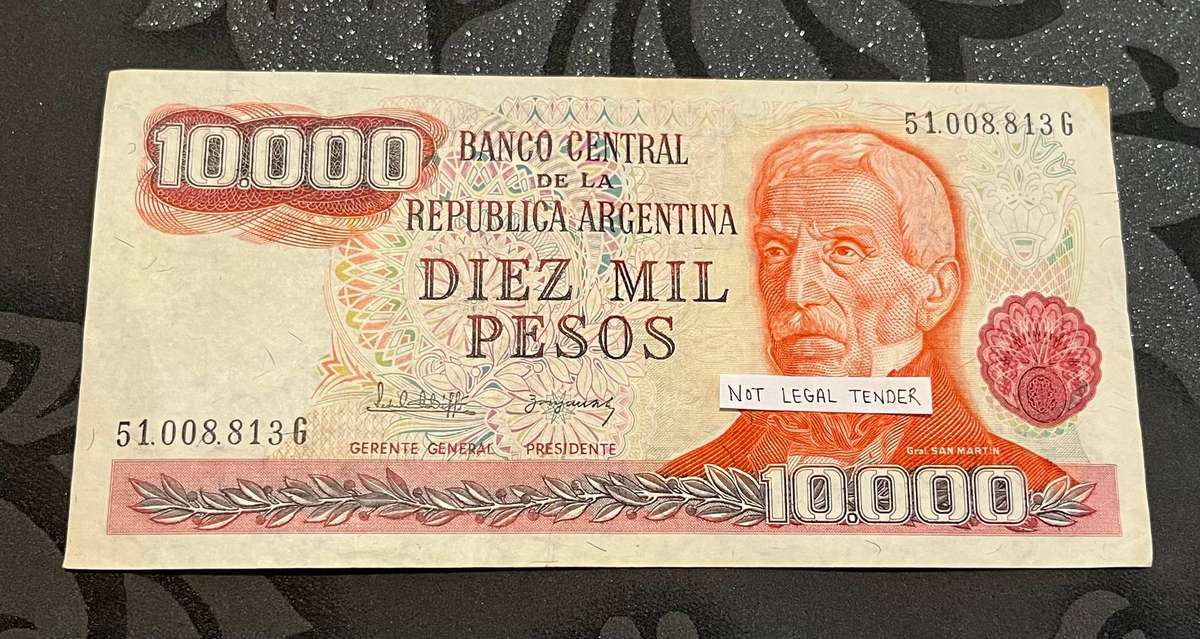 10.000
BANCO CENTRAL
DE LA
REPUBLICA ARGENTINA
51.008.813 G
DIEZ MIL
PESOS
NOT LEGAL TENDER
51.008.813 G
GERENTE GENERAL PRESIDENTE
Gral SAN MARTIN
10.000